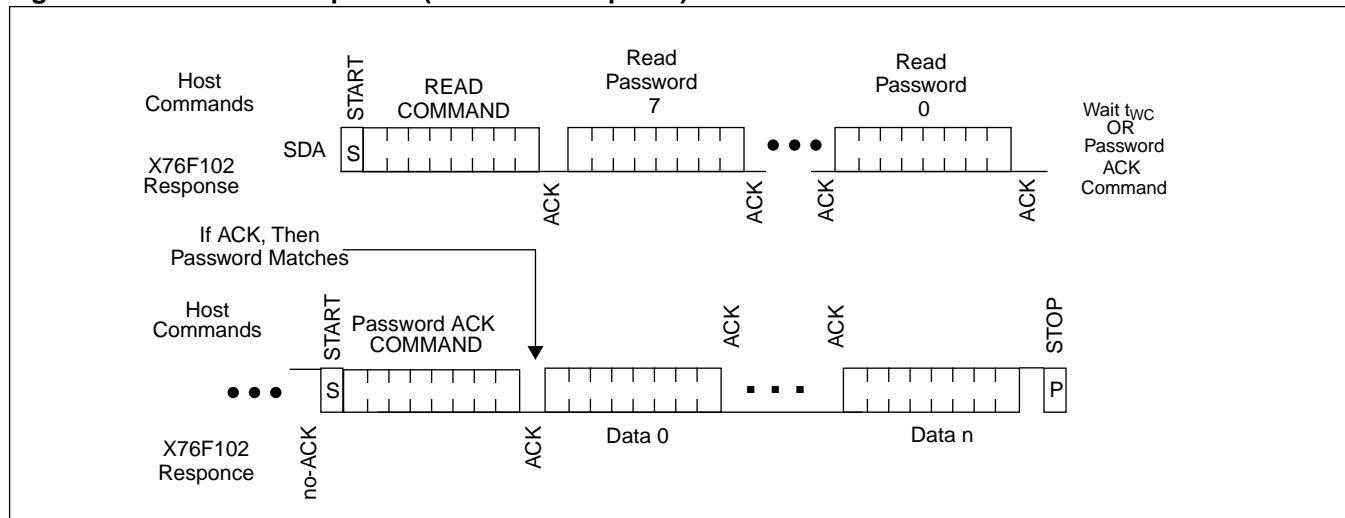 Host
Commands
START
READ
COMMAND
Read
Password
7
Read
Password
0
Wait tWC
OR
Password
ACK
Command
SDA
S
X76F102
Response
ACK
ACK
ACK
ACK
If ACK, Then
Password Matches
Host
Commands
START
Password ACK
COMMAND
ACK
ACK
STOP
S
P
X76F102
Responce
no-ACK
ACK
Data 0
Data n